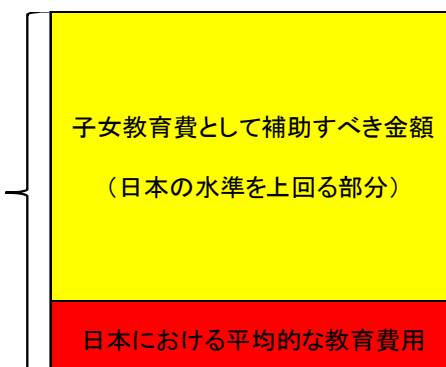 子女教育費として補助すべき金額
（日本の水準を上回る部分）
日本における平均的な教育費用